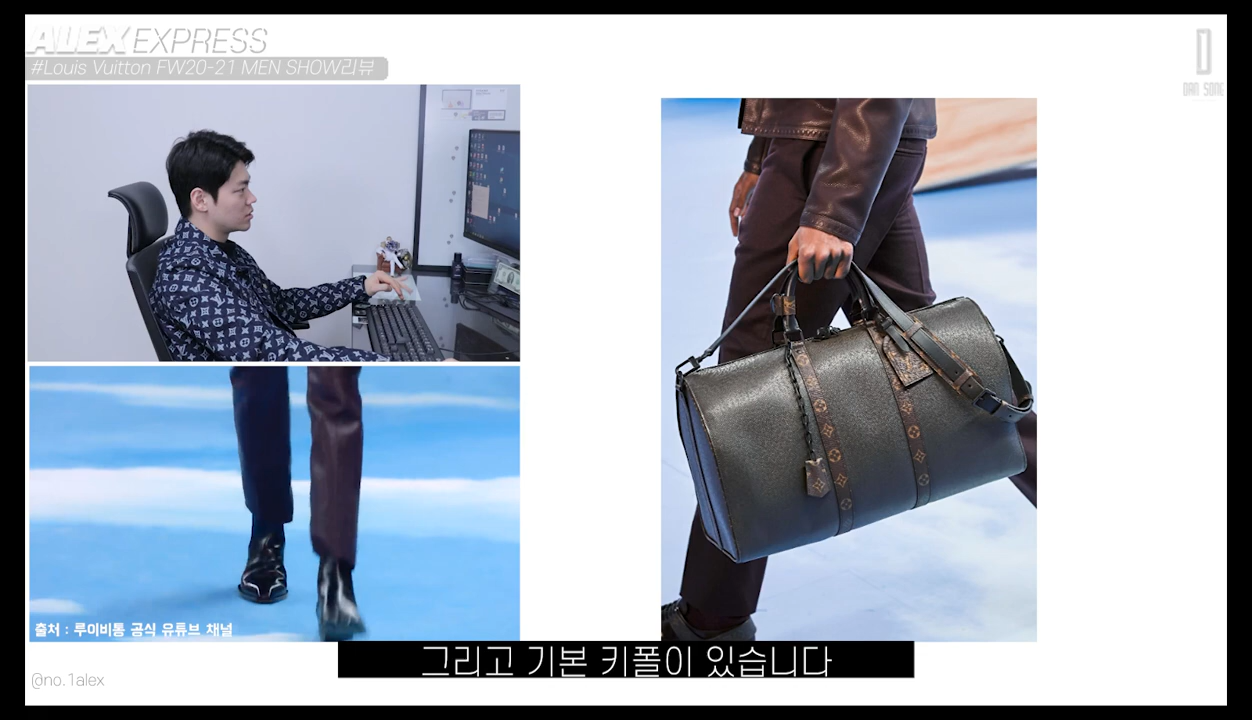 ALEX EXPRESS
#Louis Vuitton FW20-21 MEN SHOW리뷰
DAN SONG
출처 : 루이비통 공식 유튜브 채널
그리고 기본 키폴이 있습니다
@no.1alex